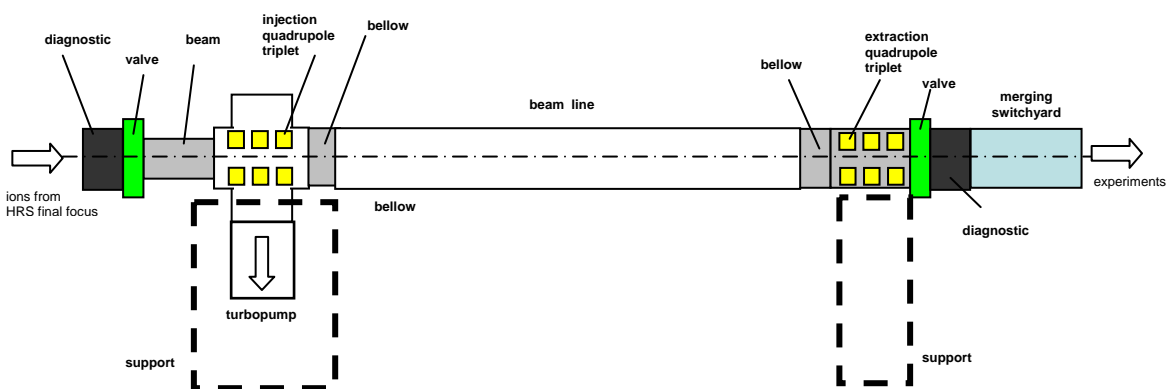 injection
quadrupole
triplet
bellow
diagnostic
beam
valve
extraction
quadrupole
triplet
bellow
valve
merging
switchyard
beam line
ions from
HRS final focus
experiments
bellow
diagnostic
turbopump
support
support